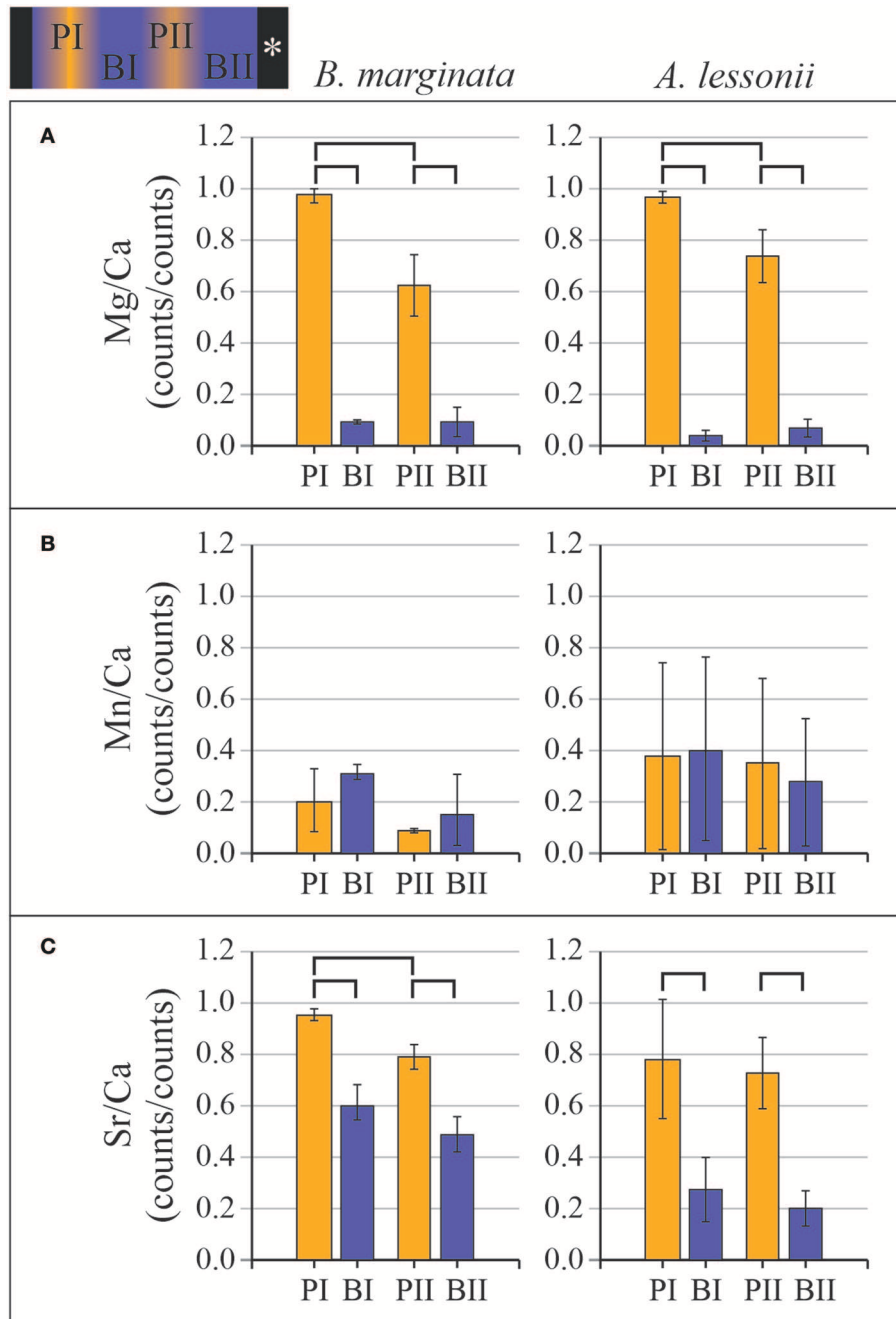 PI BI PII BII *
B. marginata A. lessonii
A
Mg/Ca
(counts/counts)
1.2 1.2
1.0 1.0
0.8 0.8
0.6 0.6
0.4 0.4
0.2 0.2
0.0 0.0
PI BI PII BII PI BI PII BII
B
Mn/Ca
(counts/counts)
1.2 1.2
1.0 1.0
0.8 0.8
0.6 0.6
0.4 0.4
0.2 0.2
0.0 0.0
PI BI PII BII PI BI PII BII
C
Sr/Ca
(counts/counts)
1.2 1.2
1.0 1.0
0.8 0.8
0.6 0.6
0.4 0.4
0.2 0.2
0.0 0.0
PI BI PII BII PI BI PII BII